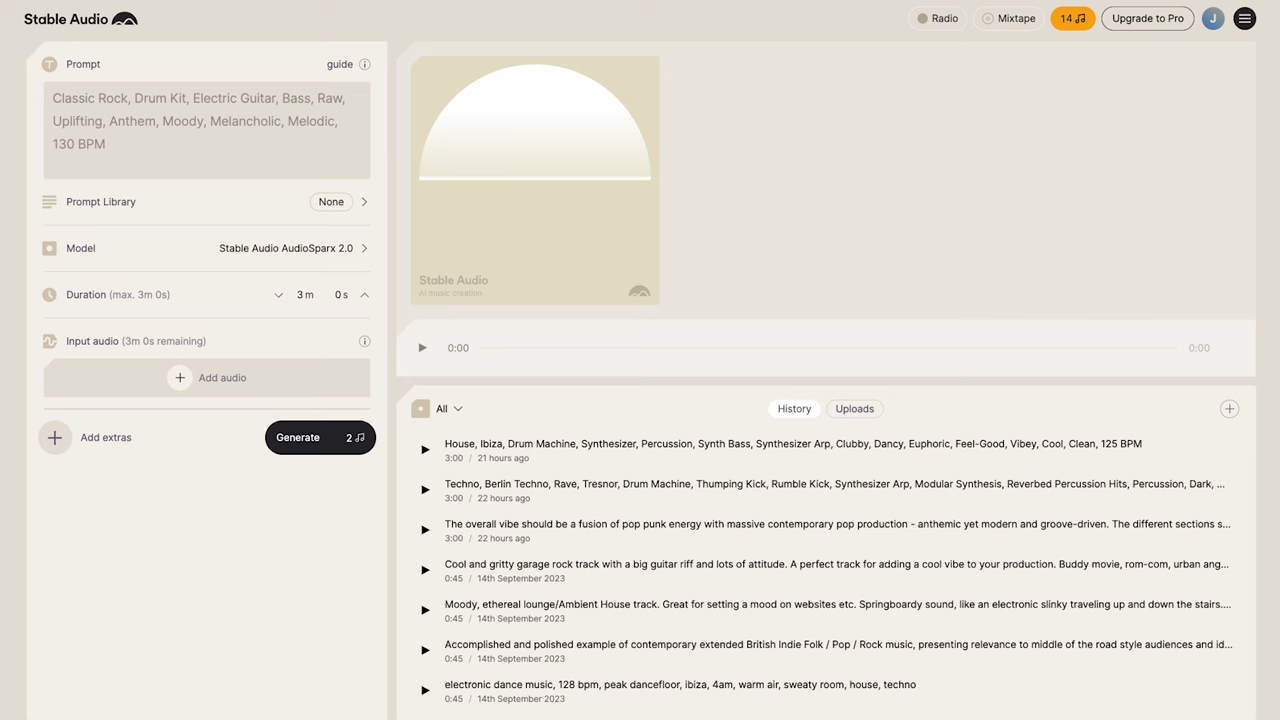 Stable Audio
Radio
Mixtape
14
Upgrade to Pro
J
Prompt
guide
Classic Rock, Drum Kit, Electric Guitar, Bass, Raw,
Uplifting, Anthem, Moody, Melancholic, Melodic,
130 BPM
Prompt Library
None
Model
Stable Audio AudioSparx 2.0
Duration (max. 3m 0s)
3 m 0 s
Input audio (3m 0s remaining)
Add audio
Add extras
Generate 2
Stable Audio
AI music creation
0:00
0:00
All
History
Uploads
House, Ibiza, Drum Machine, Synthesizer, Percussion, Synth Bass, Synthesizer Arp, Clubby, Dancy, Euphoric, Feel-Good, Vibey, Cool, Clean, 125 BPM
3:00 / 21 hours ago
Techno, Berlin Techno, Rave, Tresnor, Drum Machine, Thumping Kick, Rumble Kick, Synthesizer Arp, Modular Synthesis, Reverbed Percussion Hits, Percussion, Dark, ...
3:00 / 22 hours ago
The overall vibe should be a fusion of pop punk energy with massive contemporary pop production - anthemic yet modern and groove-driven. The different sections s...
3:00 / 22 hours ago
Cool and gritty garage rock track with a big guitar riff and lots of attitude. A perfect track for adding a cool vibe to your production. Buddy movie, rom-com, urban ang...
0:45 / 14th September 2023
Moody, ethereal lounge/Ambient House track. Great for setting a mood on websites etc. Springboardy sound, like an electronic slinky traveling up and down the stairs....
0:45 / 14th September 2023
Accomplished and polished example of contemporary extended British Indie Folk / Pop / Rock music, presenting relevance to middle of the road style audiences and id...
0:45 / 14th September 2023
electronic dance music, 128 bpm, peak dancefloor, ibiza, 4am, warm air, sweaty room, house, techno
0:45 / 14th September 2023